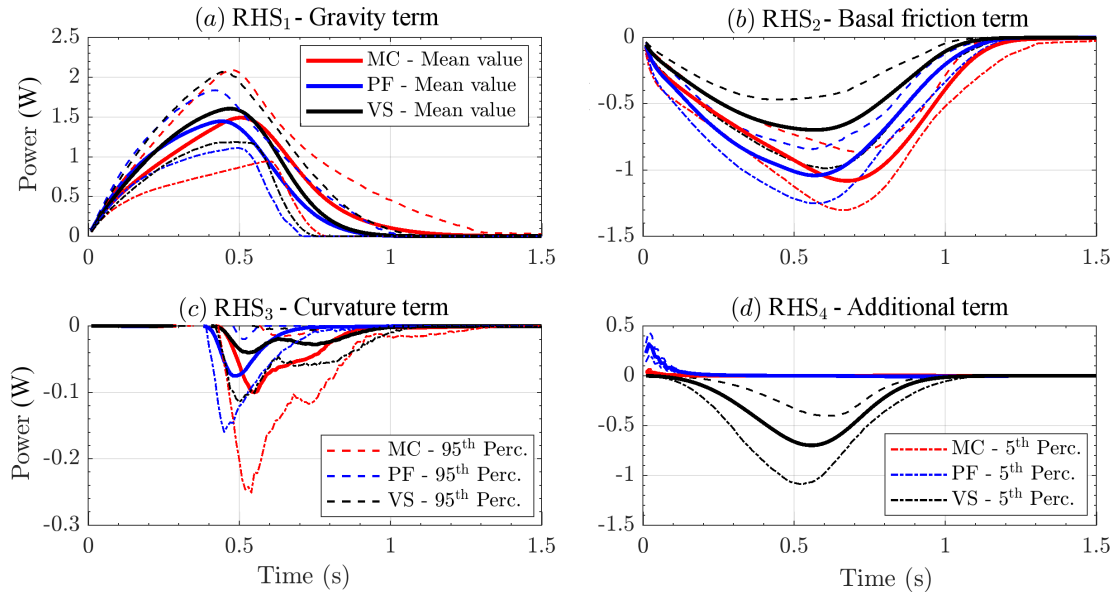 (a) RHS₁ - Gravity term
(b) RHS₂ - Basal friction term
2.5
2
1.5
1
0.5
0
Power (W)
MC - Mean value
PF - Mean value
VS - Mean value
0 0.5 1 1.5
0
-0.5
-1
-1.5
0 0.5 1 1.5
(c) RHS₃ - Curvature term
(d) RHS₄ - Additional term
0
-0.1
-0.2
-0.3
Power (W)
MC - 95th Perc.
PF - 95th Perc.
VS - 95th Perc.
0 0.5 1 1.5
Time (s)
0.5
0
-0.5
-1
-1.5
MC - 5th Perc.
PF - 5th Perc.
VS - 5th Perc.
0 0.5 1 1.5
Time (s)